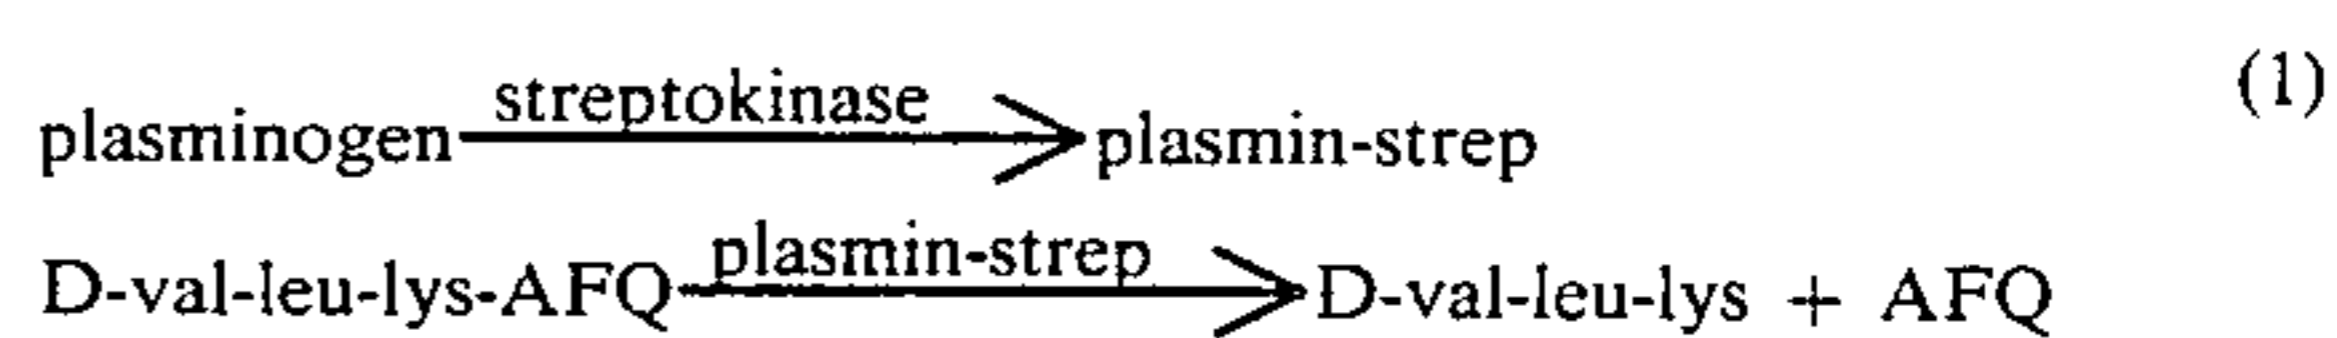 streptokinase (1)
plasminogen plasmin-strep
plasmin-strep
D-val-leu-lys-AFQ D-val-leu-lys + AFQ